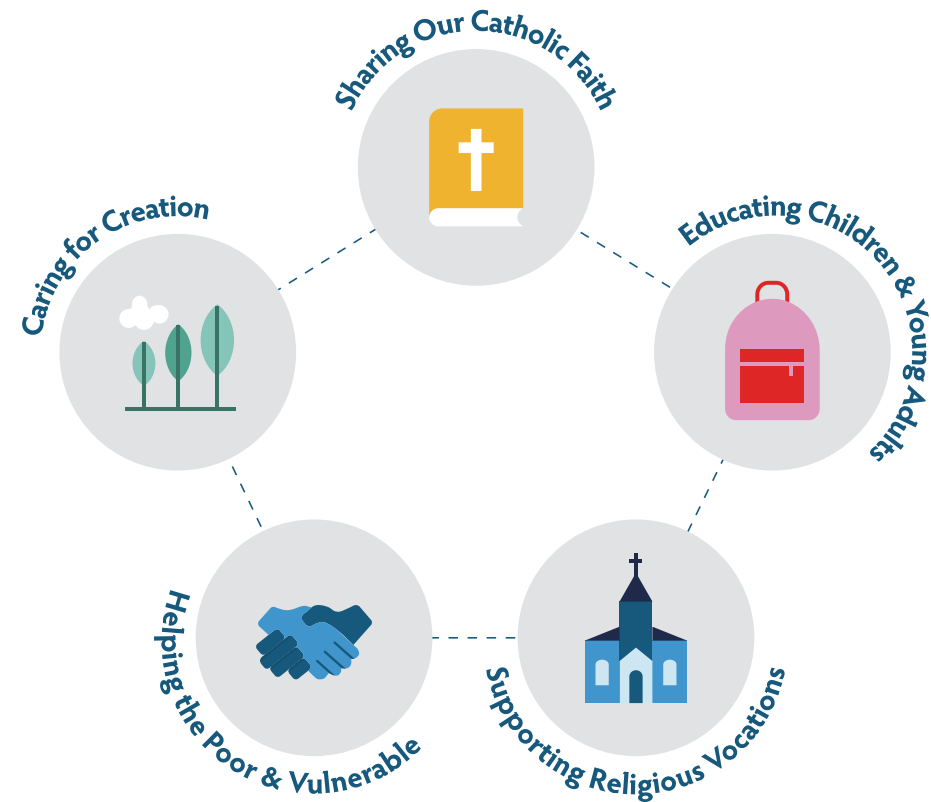 Sharing Our Catholic Faith
Caring for Creation
Educating Children & Young Adults
Helping the Poor & Vulnerable
Supporting Religious Vocations